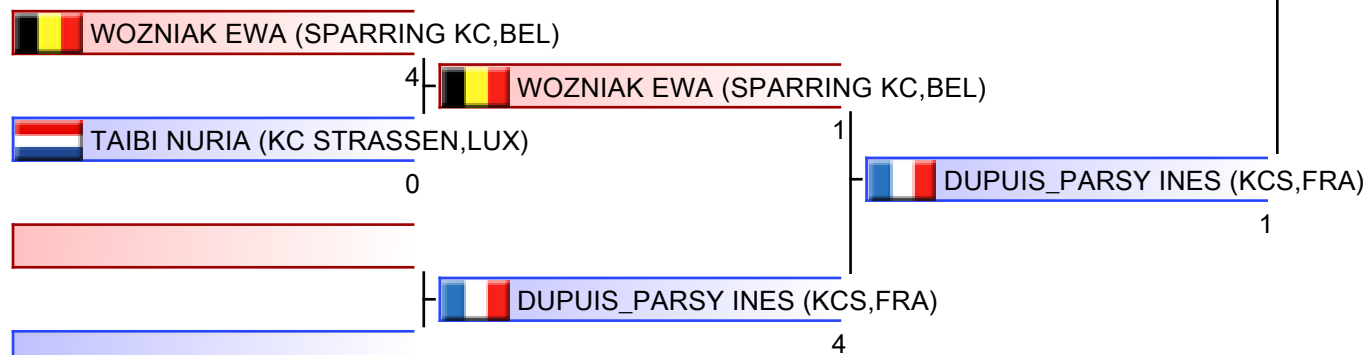 WOZNIAK EWA (SPARRING KC,BEL)
4
WOZNIAK EWA (SPARRING KC,BEL)
1
TAIBI NURIA (KC STRASSEN,LUX)
0
DUPUIS_PARSY INES (KCS,FRA)
1
DUPUIS_PARSY INES (KCS,FRA)
4